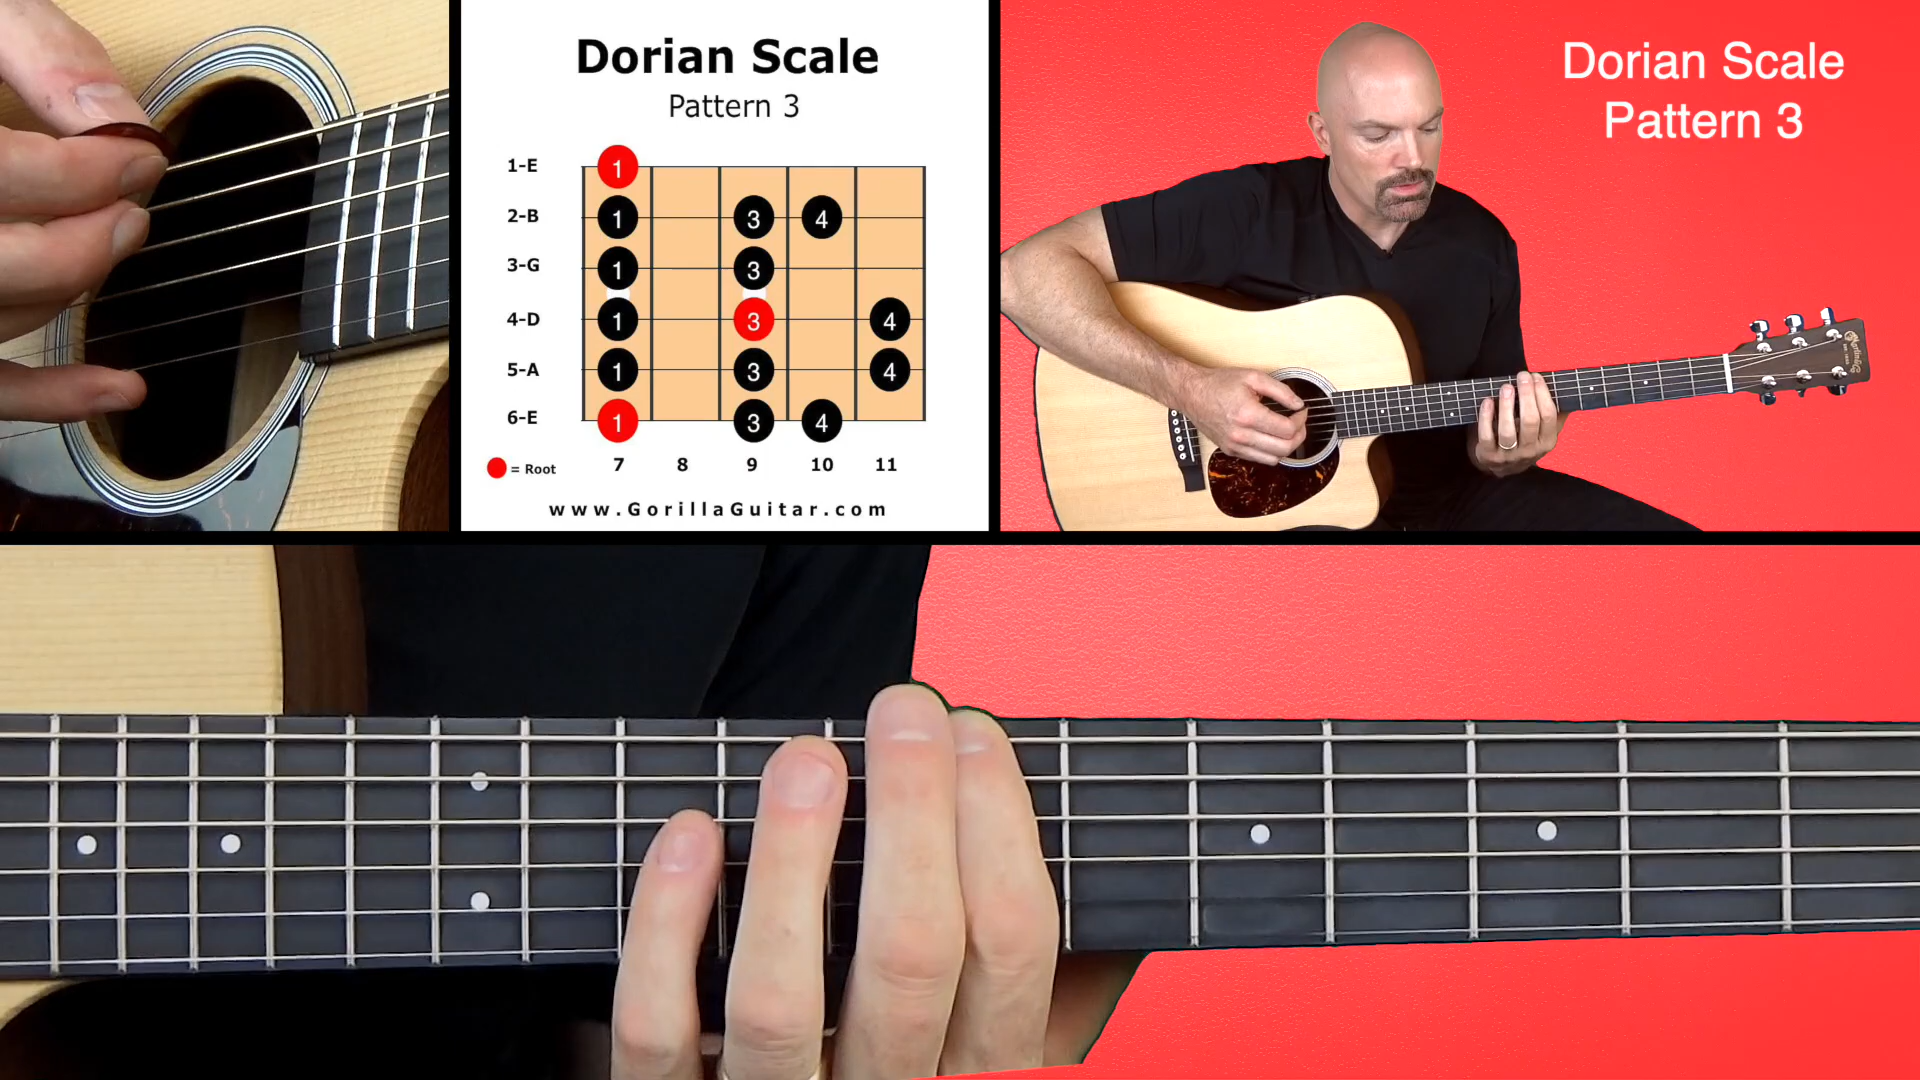 Dorian Scale
Pattern 3
1-E 1
2-B 1 3 4
3-G 1 3
4-D 1 3 4
5-A 1 3 4
6-E 1 3 4
= Root 7 8 9 10 11
www.GorillaGuitar.com
Dorian Scale
Pattern 3